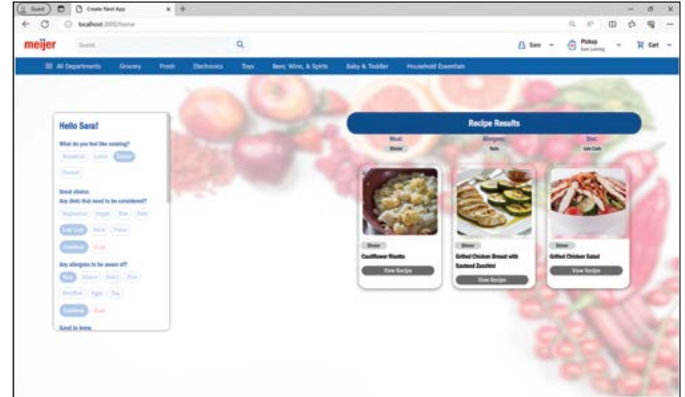 Guest
Create Next App
localhost:3000/home
meijer
Search
Sara
Pickup
East Lansing
Cart
All Departments Grocery Fresh Electronics Toys Beer, Wine, & Spirits Baby & Toddler Household Essentials
Hello Sara!
What do you feel like cooking?
Breakfast Lunch Dinner
Dessert
Great choice.
Any diets that need to be considered?
Vegetarian Vegan Raw Keto
Low Carb Halal Paleo
Continue
Any allergens to be aware of?
Nuts Gluten Dairy Fish
Shellfish Eggs Soy
Continue
Good to know.
Recipe Results
Meal: Allergens: Diet:
Dinner Nuts Low Carb
Dinner
Cauliflower Risotto
View Recipe
Dinner
Grilled Chicken Breast with
Sauteed Zucchini
View Recipe
Dinner
Grilled Chicken Salad
View Recipe